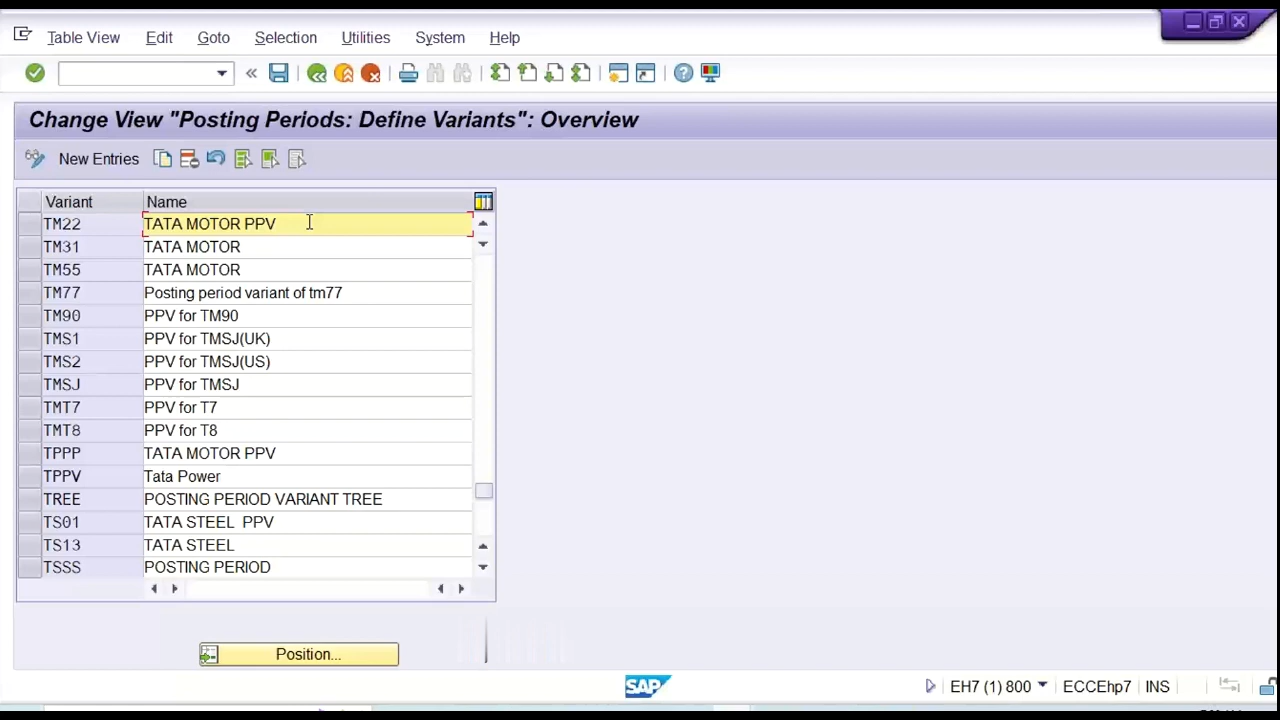 Table View Edit Goto Selection Utilities System Help
Change View "Posting Periods: Define Variants": Overview
New Entries
Variant Name
TM22 TATA MOTOR PPV
TM31 TATA MOTOR
TM55 TATA MOTOR
TM77 Posting period variant of tm77
TM90 PPV for TM90
TMS1 PPV for TMSJ(UK)
TMS2 PPV for TMSJ(US)
TMSJ PPV for TMSJ
TMT7 PPV for T7
TMT8 PPV for T8
TPPP TATA MOTOR PPV
TPPV Tata Power
TREE POSTING PERIOD VARIANT TREE
TS01 TATA STEEL  PPV
TS13 TATA STEEL
TSSS POSTING PERIOD
Position...
SAP EH7 (1) 800 ECCEhp7 INS